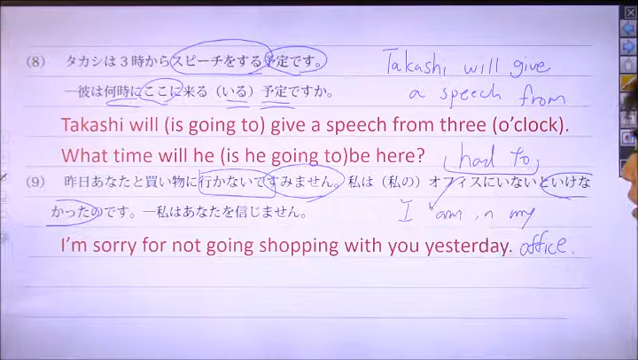 (8) タカシは3時からスピーチをする予定です。
Takashi will give
―彼は何時にここに来る（いる）予定ですか。
a speech from
Takashi will (is going to) give a speech from three (o'clock).
What time will he (is he going to)be here?
had to
(9) 昨日あなたと買い物に行かないですみません。私は（私の）オフィスにいないといけな
かったのです。―私はあなたを信じません。
I am in my
I'm sorry for not going shopping with you yesterday.
office.